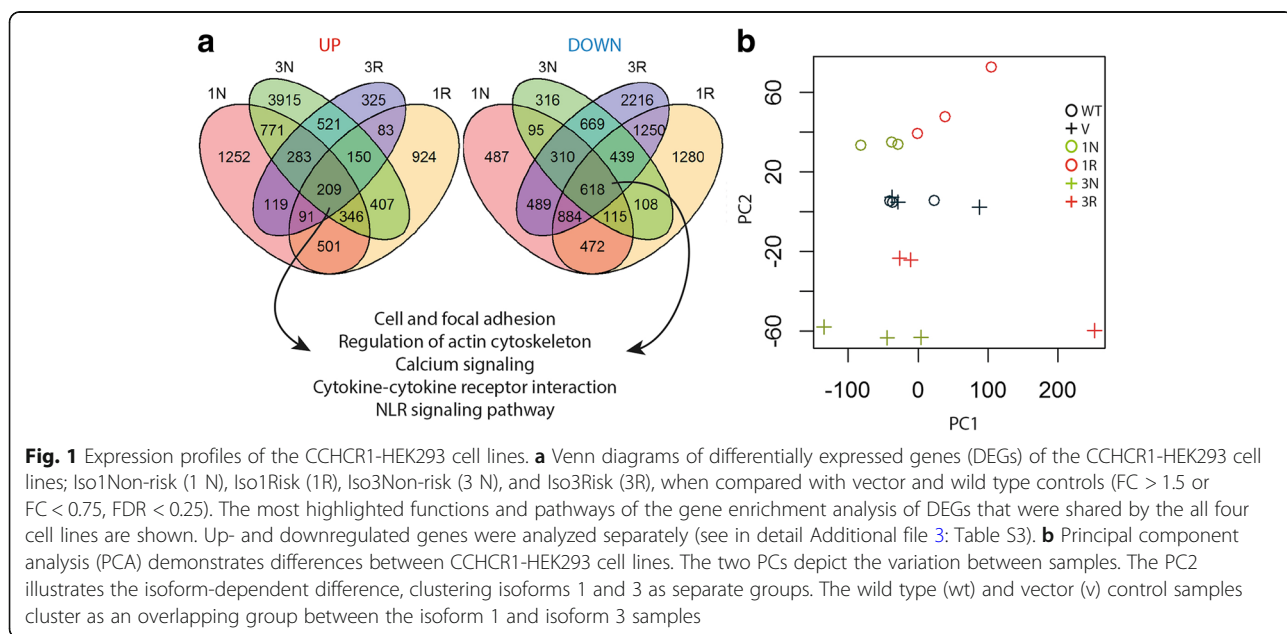 a
UP
DOWN
3N
3R
1N
1R
3915
325
771
521
83
1252
283
150
924
209
119
91
346
407
501
3N
3R
1N
1R
316
2216
95
669
1250
487
310
439
1280
618
489
884
115
108
472
Cell and focal adhesion
Regulation of actin cytoskeleton
Calcium signaling
Cytokine-cytokine receptor interaction
NLR signaling pathway
b
PC2
60
20
-20
-60
-100
0
100
200
PC1
WT
V
1N
1R
3N
3R
Fig. 1 Expression profiles of the CCHCR1-HEK293 cell lines. a Venn diagrams of differentially expressed genes (DEGs) of the CCHCR1-HEK293 cell
lines; Iso1Non-risk (1 N), Iso1Risk (1R), Iso3Non-risk (3 N), and Iso3Risk (3R), when compared with vector and wild type controls (FC > 1.5 or
FC < 0.75, FDR < 0.25). The most highlighted functions and pathways of the gene enrichment analysis of DEGs that were shared by the all four
cell lines are shown. Up- and downregulated genes were analyzed separately (see in detail Additional file 3: Table S3). b Principal component
analysis (PCA) demonstrates differences between CCHCR1-HEK293 cell lines. The two PCs depict the variation between samples. The PC2
illustrates the isoform-dependent difference, clustering isoforms 1 and 3 as separate groups. The wild type (wt) and vector (v) control samples
cluster as an overlapping group between the isoform 1 and isoform 3 samples